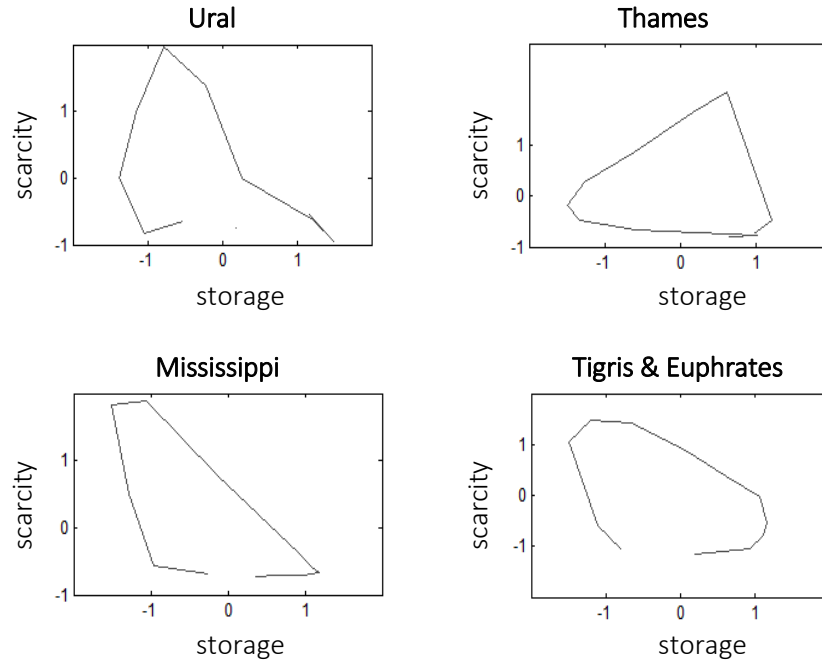 Ural
Thames
scarcity
1
0
-1
-1
0
1
storage
scarcity
1
0
-1
-1
0
1
storage
Mississippi
Tigris & Euphrates
scarcity
1
0
-1
-1
0
1
storage
scarcity
1
0
-1
-1
0
1
storage